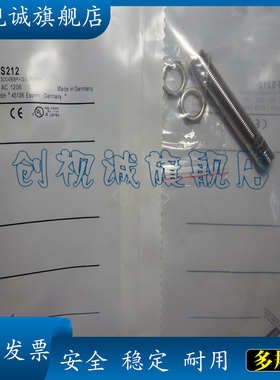 视诚旗舰店
S212
AC 1206
Made in Germany
45128 Essen Germany
CE
创视诚旗舰店
发票 安全 稳定 耐用